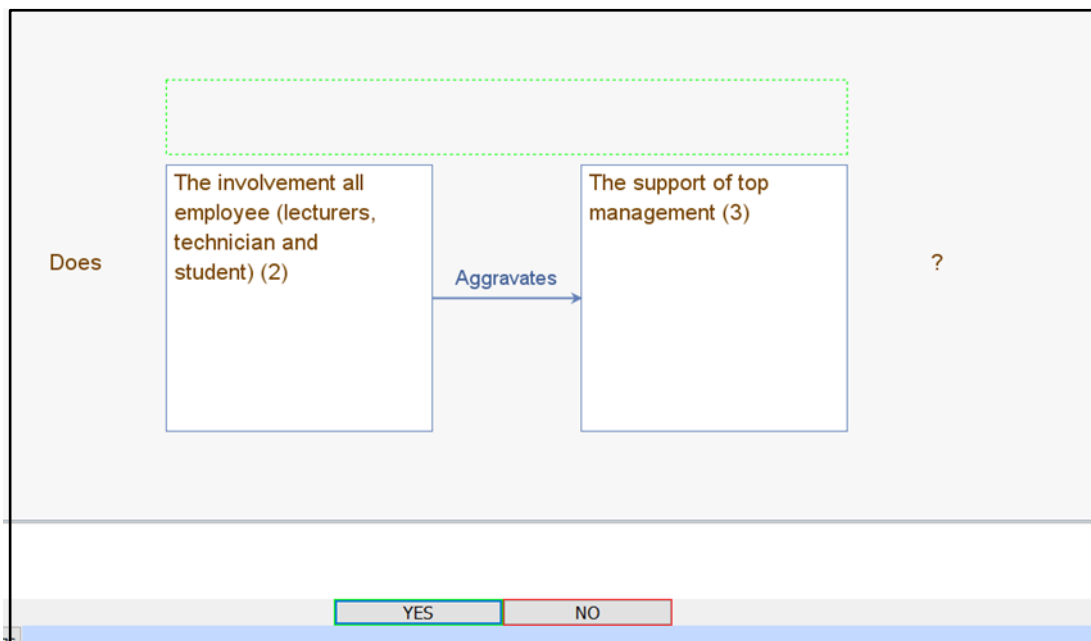 The involvement all
employee (lecturers,
technician and
student) (2)
The support of top
management (3)
Does
Aggravates
?
YES
NO